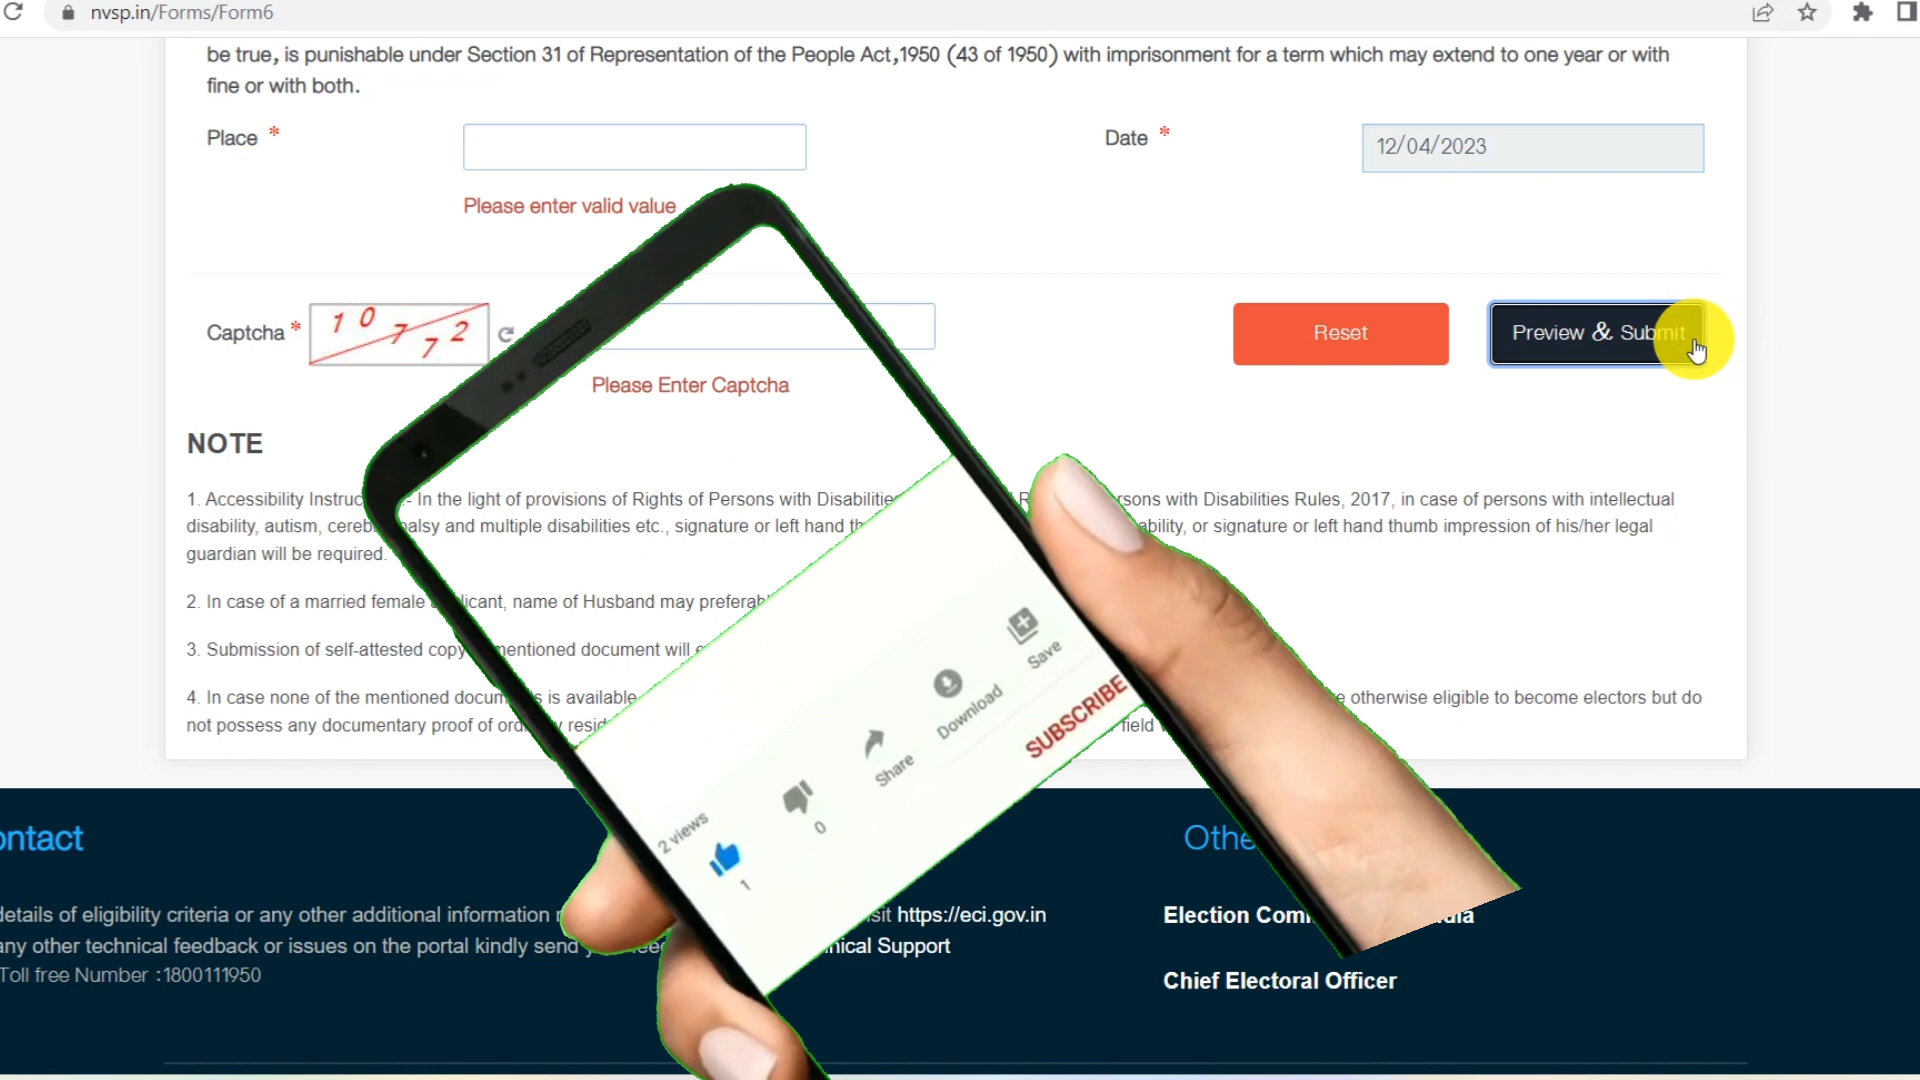 nvsp.in/Forms/Form6
be true, is punishable under Section 31 of Representation of the People Act,1950 (43 of 1950) with imprisonment for a term which may extend to one year or with
fine or with both.
Place *
Date *
12/04/2023
Please enter valid value
Captcha *
1 0 7 7 2
Reset
Preview & Submit
Please Enter Captcha
NOTE
1. Accessibility Instruc - In the light of provisions of Rights of Persons with Disabilitie rsons with Disabilities Rules, 2017, in case of persons with intellectual
disability, autism, cereb palsy and multiple disabilities etc., signature or left hand th ability, or signature or left hand thumb impression of his/her legal
guardian will be required.
2. In case of a married female licant, name of Husband may preferabl
3. Submission of self-attested copy mentioned document will e
4. In case none of the mentioned docum s is available otherwise eligible to become electors but do
not possess any documentary proof of ord resid field
2 views
1
0
Share
Download
Save
SUBSCRIBE
ontact
Othe
details of eligibility criteria or any other additional information sit https://eci.gov.in
any other technical feedback or issues on the portal kindly send nical Support
Toll free Number :1800111950
Election Com dia
Chief Electoral Officer